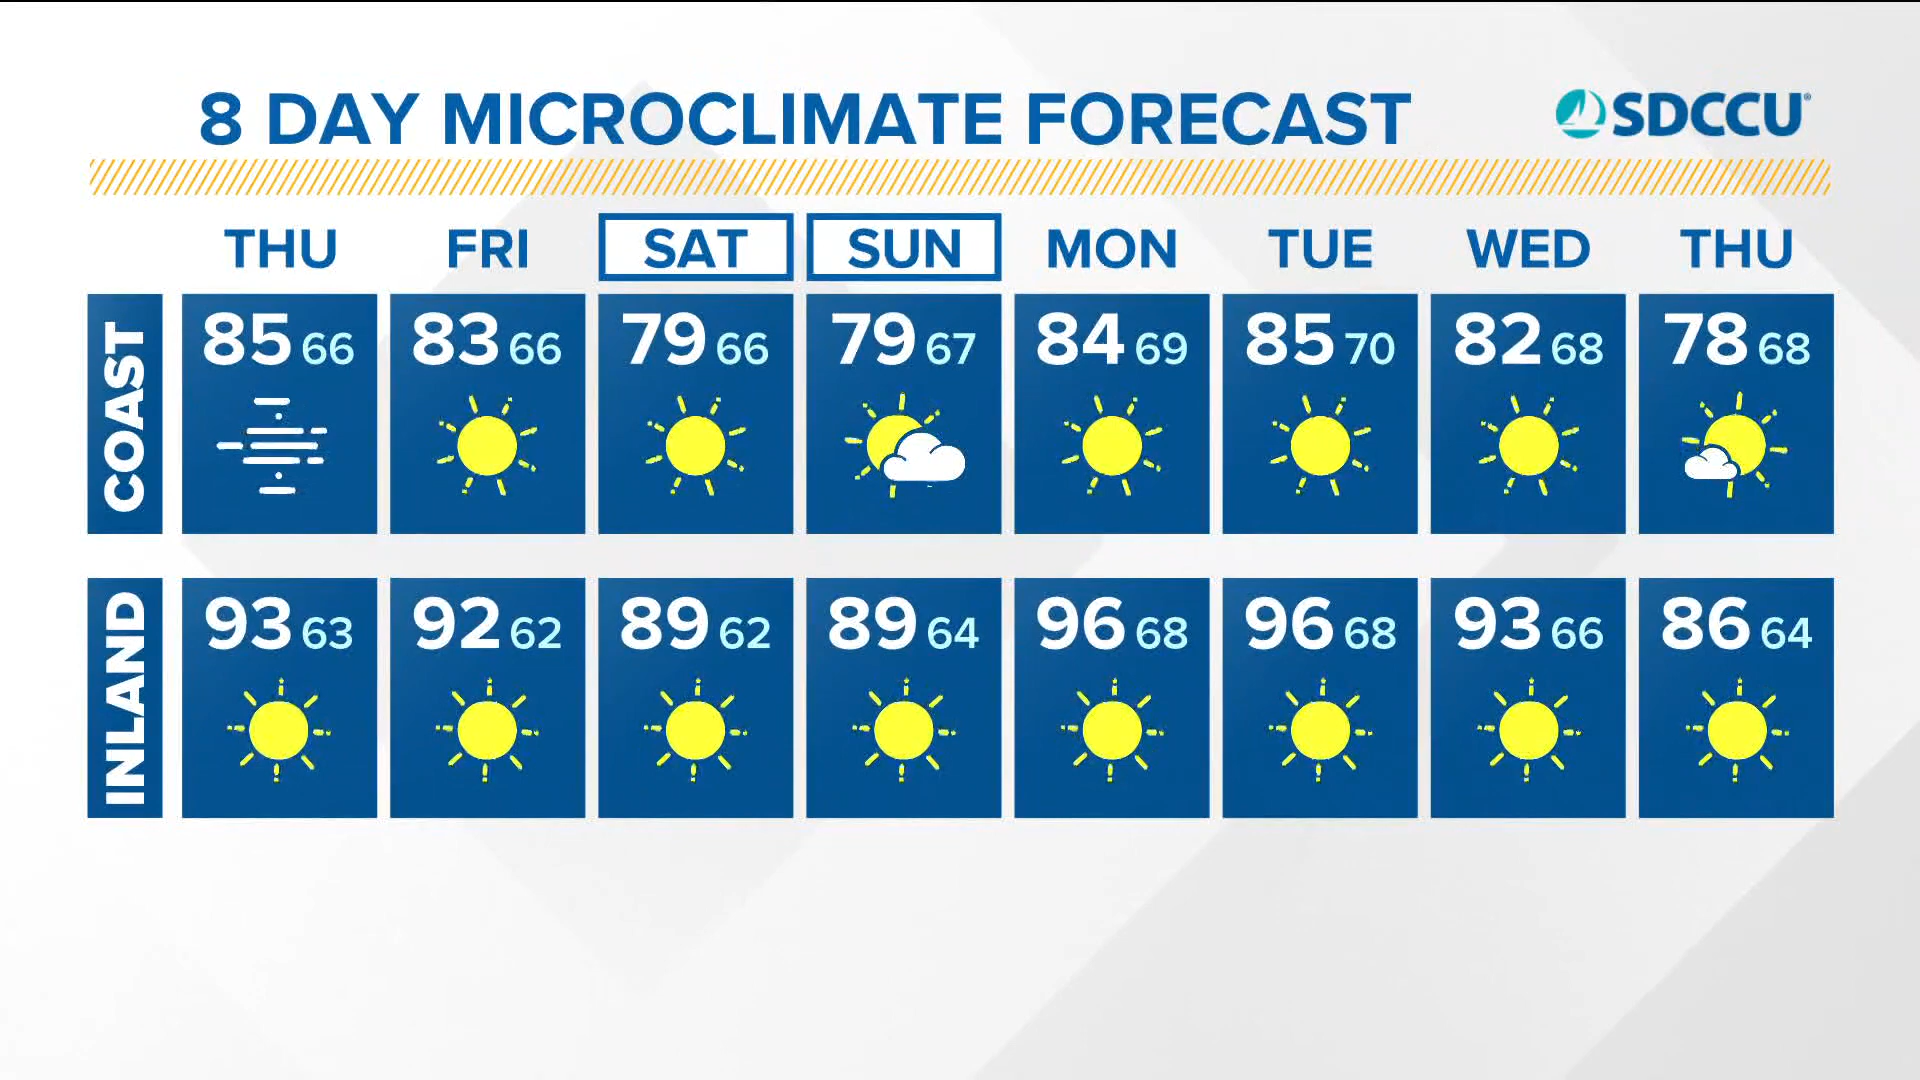 8 DAY MICROCLIMATE FORECAST
SDCCU®
THU FRI SAT SUN MON TUE WED THU
COAST
85 66 83 66 79 66 79 67 84 69 85 70 82 68 78 68
INLAND
93 63 92 62 89 62 89 64 96 68 96 68 93 66 86 64